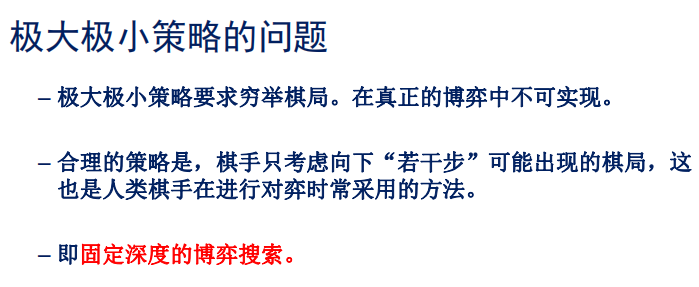 极大极小策略的问题
– 极大极小策略要求穷举棋局。在真正的博弈中不可实现。
– 合理的策略是，棋手只考虑向下“若干步”可能出现的棋局，这
也是人类棋手在进行对弈时常采用的方法。
– 即固定深度的博弈搜索。